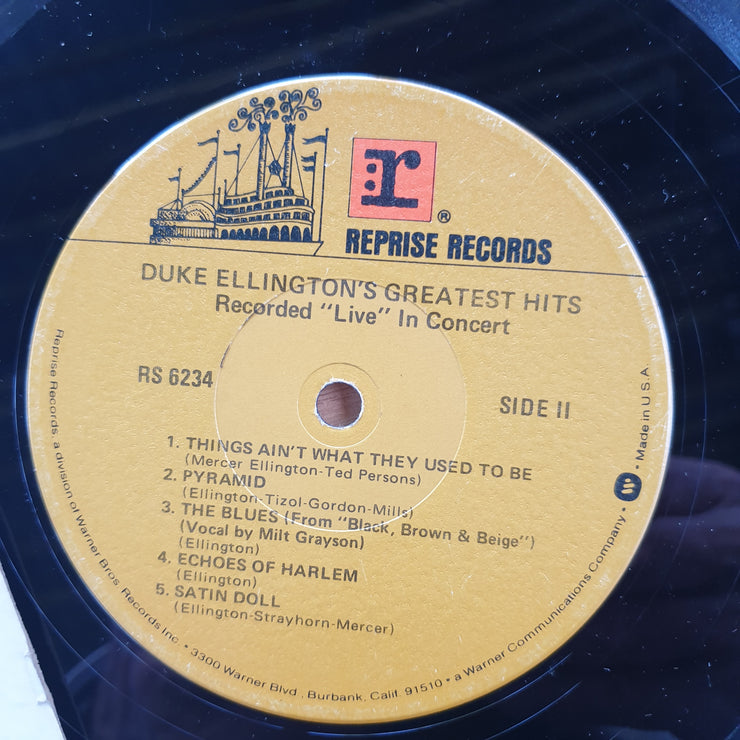 r
®
REPRISE RECORDS
DUKE ELLINGTON'S GREATEST HITS
Recorded "Live" In Concert
RS 6234
SIDE II
1. THINGS AIN'T WHAT THEY USED TO BE
(Mercer Ellington-Ted Persons)
2. PYRAMID
(Ellington-Tizol-Gordon-Mills)
3. THE BLUES (From "Black, Brown & Beige")
(Vocal by Milt Grayson)
(Ellington)
4. ECHOES OF HARLEM
(Ellington)
5. SATIN DOLL
(Ellington-Strayhorn-Mercer)
Reprise Records, a division of Warner Bros. Records Inc. • 3300 Warner Blvd., Burbank, Calif. 91510 • a Warner Communications Company • Made in U.S.A.